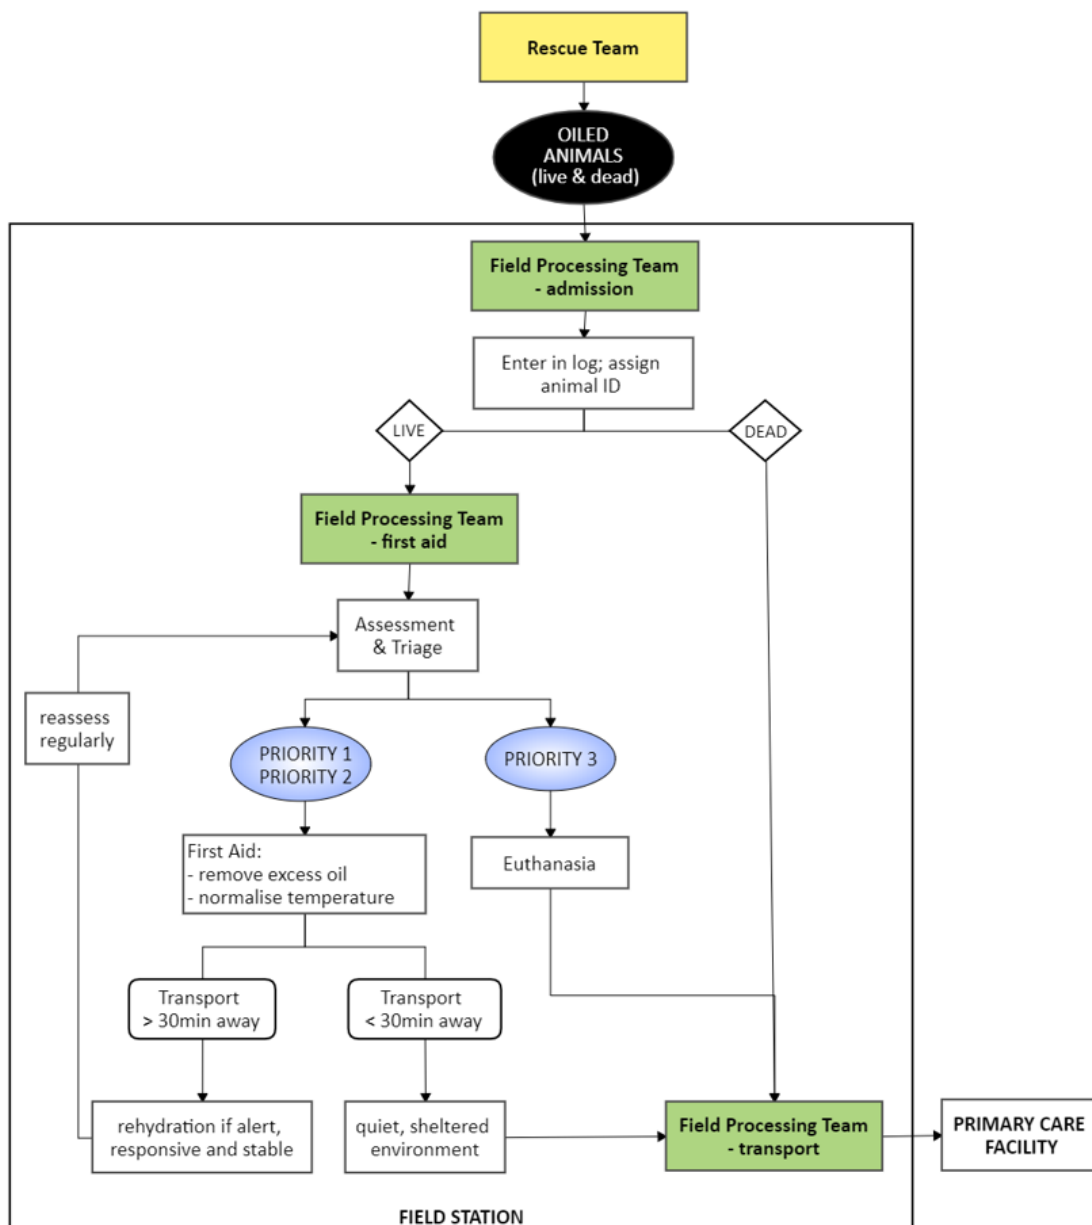 Rescue Team
OILED
ANIMALS
(live & dead)
Field Processing Team
- admission
Enter in log; assign
animal ID
LIVE
DEAD
Field Processing Team
- first aid
Assessment
& Triage
reassess
regularly
PRIORITY 1
PRIORITY 2
PRIORITY 3
First Aid:
- remove excess oil
- normalise temperature
Euthanasia
Transport
> 30min away
Transport
< 30min away
rehydration if alert,
responsive and stable
quiet, sheltered
environment
Field Processing Team
- transport
PRIMARY CARE
FACILITY
FIELD STATION